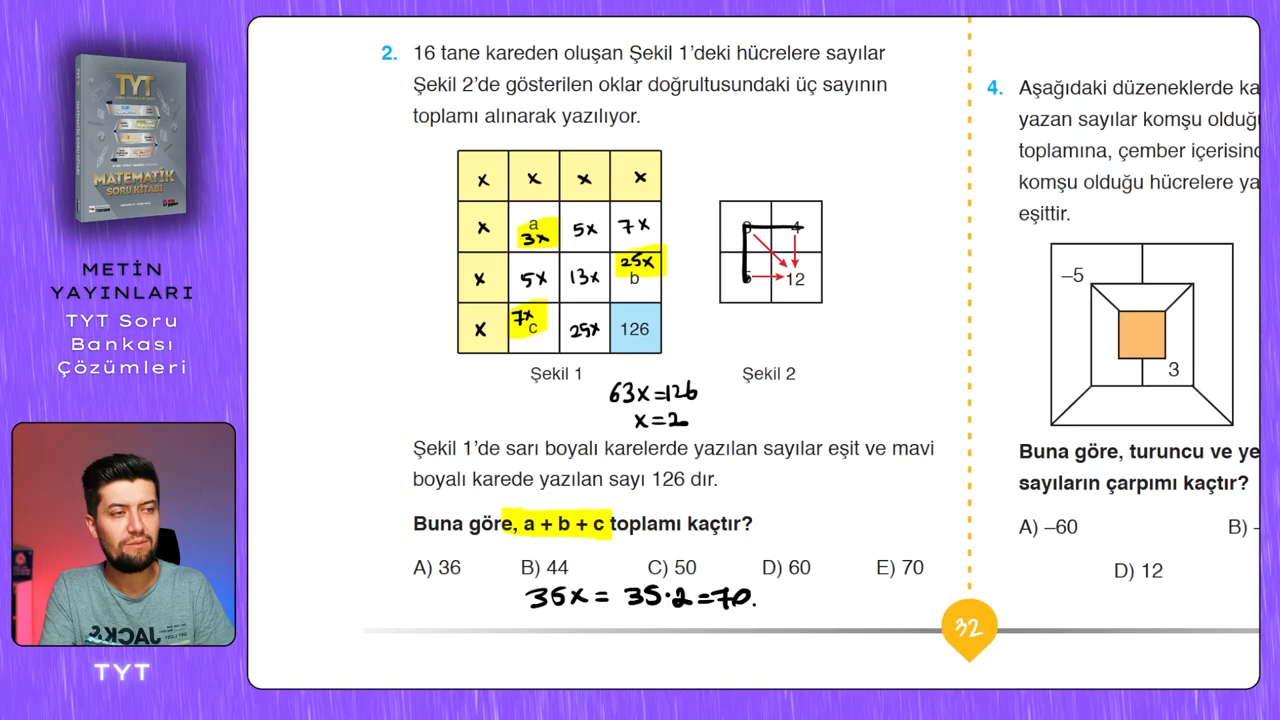 TYT
MATEMATİK
SORU KİTABI
METİN
YAYINLARI
TYT Soru
Bankası
Çözümleri
TYT
2. 16 tane kareden oluşan Şekil 1'deki hücrelere sayılar
Şekil 2'de gösterilen oklar doğrultusundaki üç sayının
toplamı alınarak yazılıyor.
x x x x
x a 3x 5x 7x
x 5x 13x 25x b
x 7x c 25x 126
Şekil 1
4
12
Şekil 2
63x=126
x=2
Şekil 1'de sarı boyalı karelerde yazılan sayılar eşit ve mavi
boyalı karede yazılan sayı 126 dır.
Buna göre, a + b + c toplamı kaçtır?
A) 36 B) 44 C) 50 D) 60 E) 70
35x = 35·2=70.
32
4. Aşağıdaki düzeneklerde ka
yazan sayılar komşu olduğu
toplamına, çember içerisind
komşu olduğu hücrelere ya
eşittir.
–5
3
Buna göre, turuncu ve ye
sayıların çarpımı kaçtır?
A) –60 B) -
D) 12